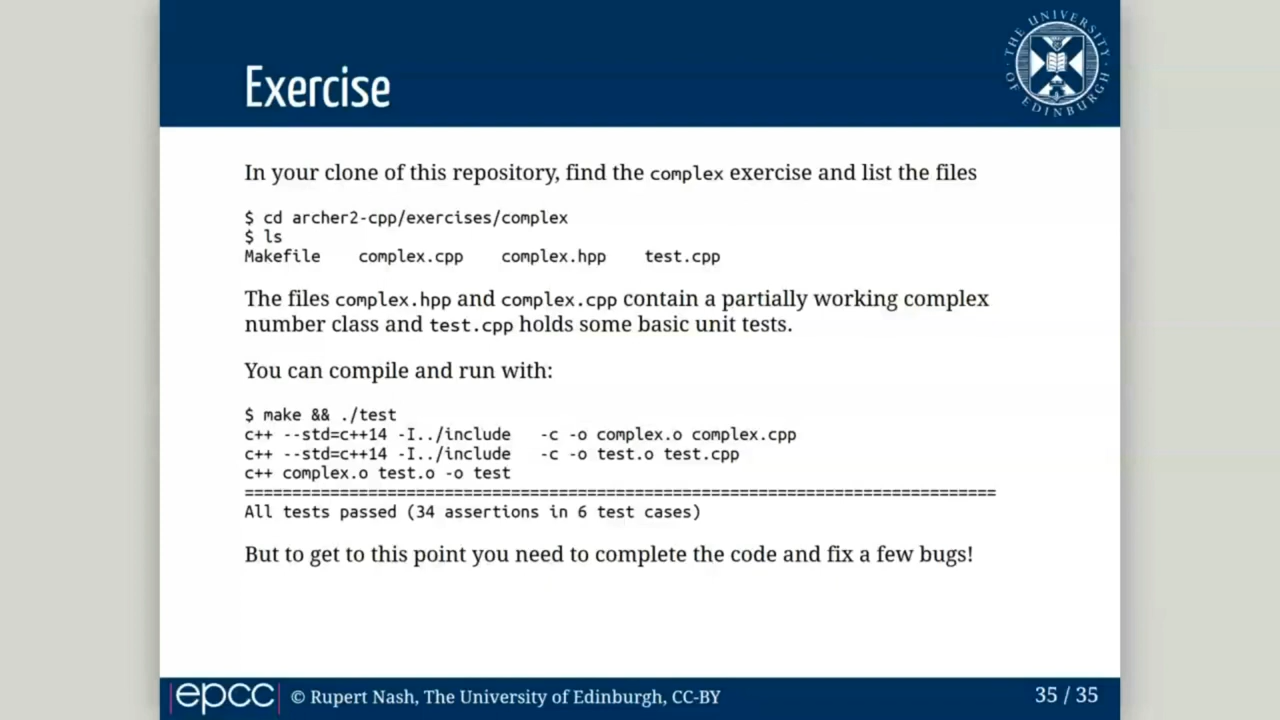 Exercise
THE UNIVERSITY OF EDINBURGH
In your clone of this repository, find the complex exercise and list the files
$ cd archer2-cpp/exercises/complex
$ ls
Makefile    complex.cpp    complex.hpp    test.cpp
The files complex.hpp and complex.cpp contain a partially working complex
number class and test.cpp holds some basic unit tests.
You can compile and run with:
$ make && ./test
c++ --std=c++14 -I../include   -c -o complex.o complex.cpp
c++ --std=c++14 -I../include   -c -o test.o test.cpp
c++ complex.o test.o -o test
===============================================================================
All tests passed (34 assertions in 6 test cases)
But to get to this point you need to complete the code and fix a few bugs!
epcc © Rupert Nash, The University of Edinburgh, CC-BY 35 / 35